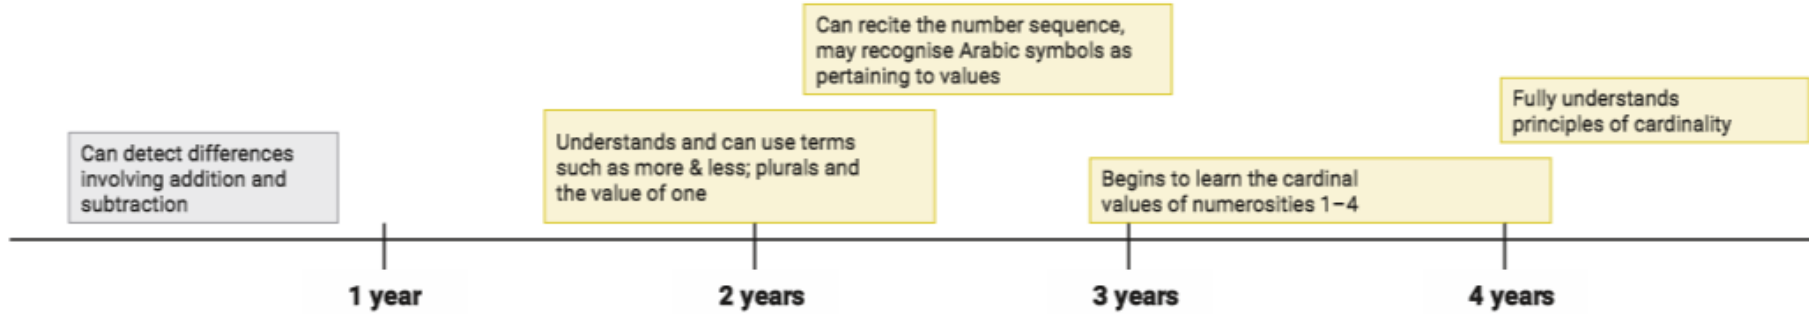 Can detect differences
involving addition and
subtraction
Understands and can use terms
such as more & less; plurals and
the value of one
Can recite the number sequence,
may recognise Arabic symbols as
pertaining to values
Begins to learn the cardinal
values of numerosities 1–4
Fully understands
principles of cardinality
1 year
2 years
3 years
4 years